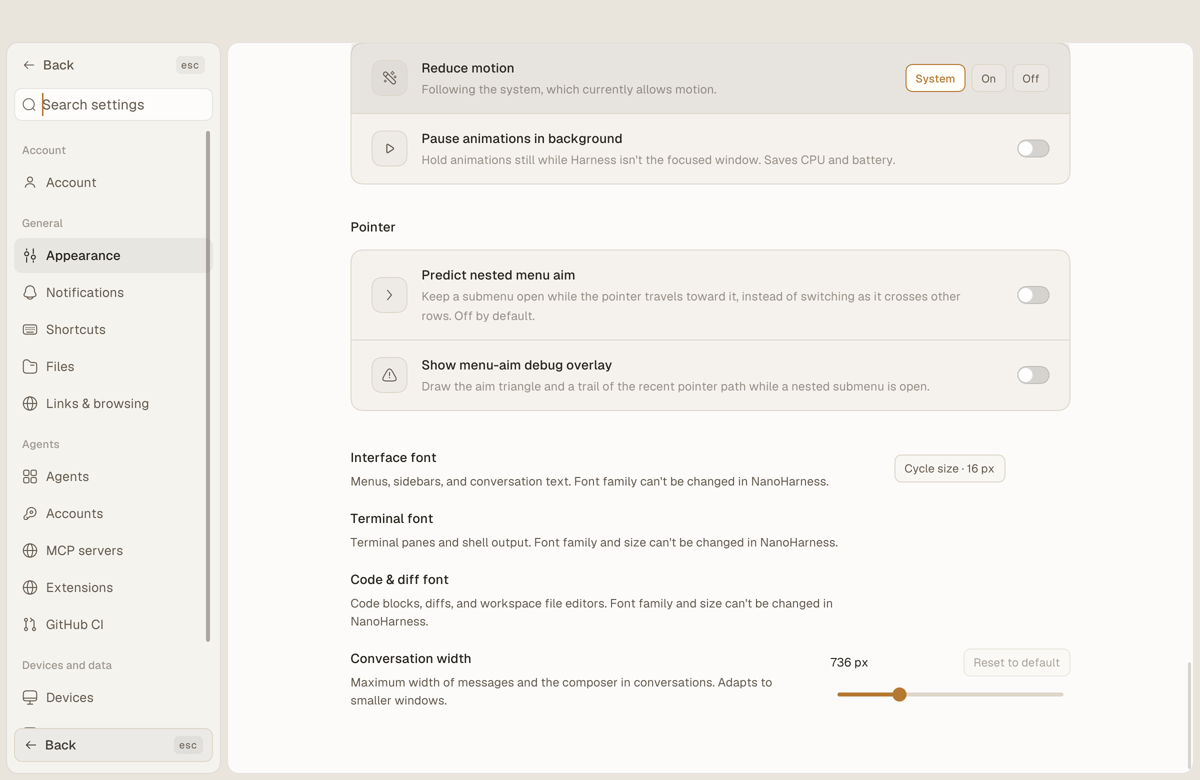 Back
esc
Search settings
Account
Account
General
Appearance
Notifications
Shortcuts
Files
Links & browsing
Agents
Agents
Accounts
MCP servers
Extensions
GitHub CI
Devices and data
Devices
Back
esc
Reduce motion
Following the system, which currently allows motion.
System
On
Off
Pause animations in background
Hold animations still while Harness isn't the focused window. Saves CPU and battery.
Pointer
Predict nested menu aim
Keep a submenu open while the pointer travels toward it, instead of switching as it crosses other
rows. Off by default.
Show menu-aim debug overlay
Draw the aim triangle and a trail of the recent pointer path while a nested submenu is open.
Interface font
Menus, sidebars, and conversation text. Font family can't be changed in NanoHarness.
Cycle size · 16 px
Terminal font
Terminal panes and shell output. Font family and size can't be changed in NanoHarness.
Code & diff font
Code blocks, diffs, and workspace file editors. Font family and size can't be changed in
NanoHarness.
Conversation width
Maximum width of messages and the composer in conversations. Adapts to
smaller windows.
736 px
Reset to default